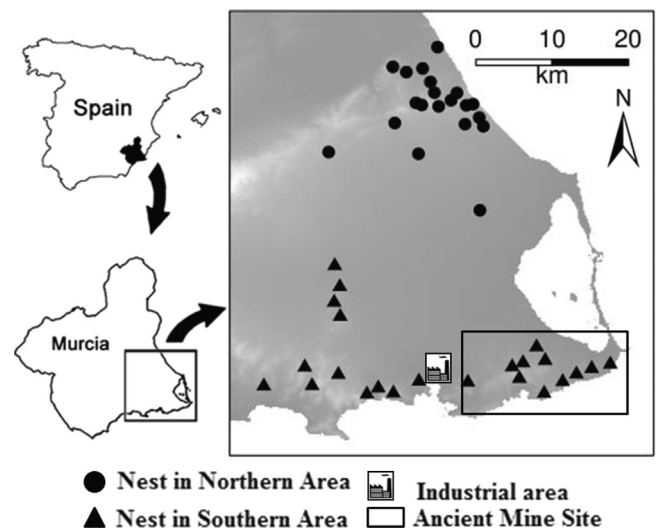 Spain
Murcia
0 10 20
km
N
Nest in Northern Area
Industrial area
Nest in Southern Area
Ancient Mine Site